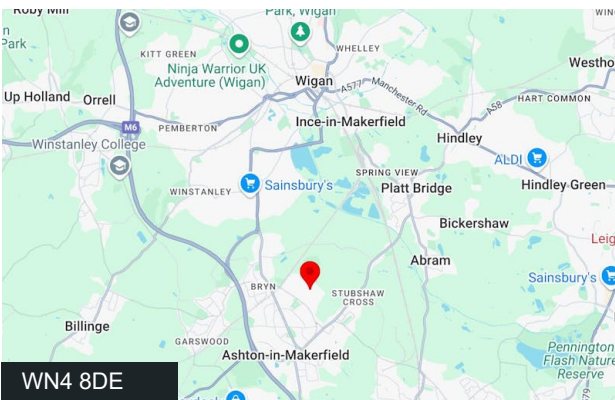 Roby Mill
Park, Wigan
WIN
n
Park
KITT GREEN
WHELLEY
Ninja Warrior UK
Adventure (Wigan)
Wigan
Westho
A577
Manchester Rd
A58
HART COMMON
Up Holland
Orrell
M6
PEMBERTON
Ince-in-Makerfield
Hindley
Winstanley College
ALDI
SPRING VIEW
WINSTANLEY
Sainsbury's
Platt Bridge
Hindley Green
Bickershaw
Leig
Abram
Sainsbury's
BRYN
STUBSHAW
CROSS
Billinge
GARSWOOD
Ashton-in-Makerfield
Pennington
Flash Nature
Reserve
WN4 8DE